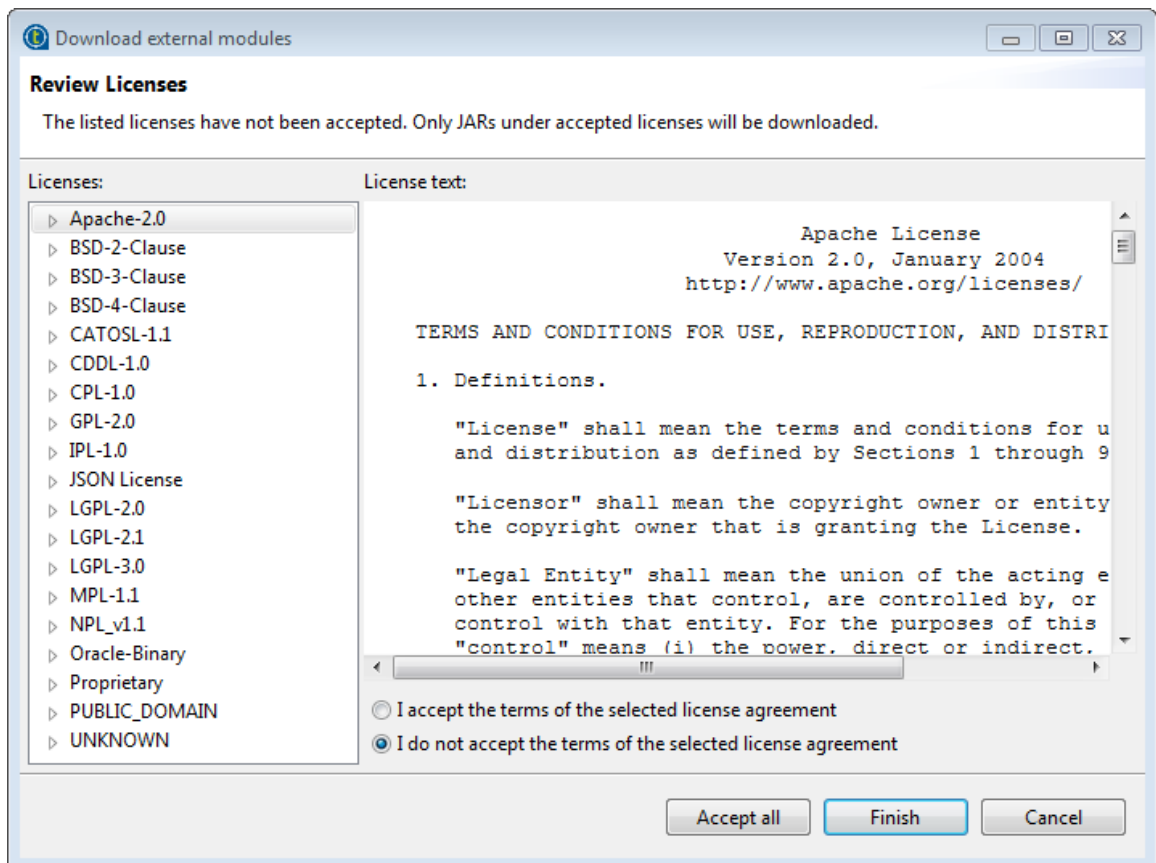 Download external modules
Review Licenses
The listed licenses have not been accepted. Only JARs under accepted licenses will be downloaded.
Licenses:
Apache-2.0
BSD-2-Clause
BSD-3-Clause
BSD-4-Clause
CATOSL-1.1
CDDL-1.0
CPL-1.0
GPL-2.0
IPL-1.0
JSON License
LGPL-2.0
LGPL-2.1
LGPL-3.0
MPL-1.1
NPL_v1.1
Oracle-Binary
Proprietary
PUBLIC_DOMAIN
UNKNOWN
License text:
Apache License
Version 2.0, January 2004
http://www.apache.org/licenses/
TERMS AND CONDITIONS FOR USE, REPRODUCTION, AND DISTRI
1. Definitions.
"License" shall mean the terms and conditions for u
and distribution as defined by Sections 1 through 9
"Licensor" shall mean the copyright owner or entity
the copyright owner that is granting the License.
"Legal Entity" shall mean the union of the acting e
other entities that control, are controlled by, or
control with that entity. For the purposes of this
"control" means (i) the power, direct or indirect,
I accept the terms of the selected license agreement
I do not accept the terms of the selected license agreement
Accept all
Finish
Cancel